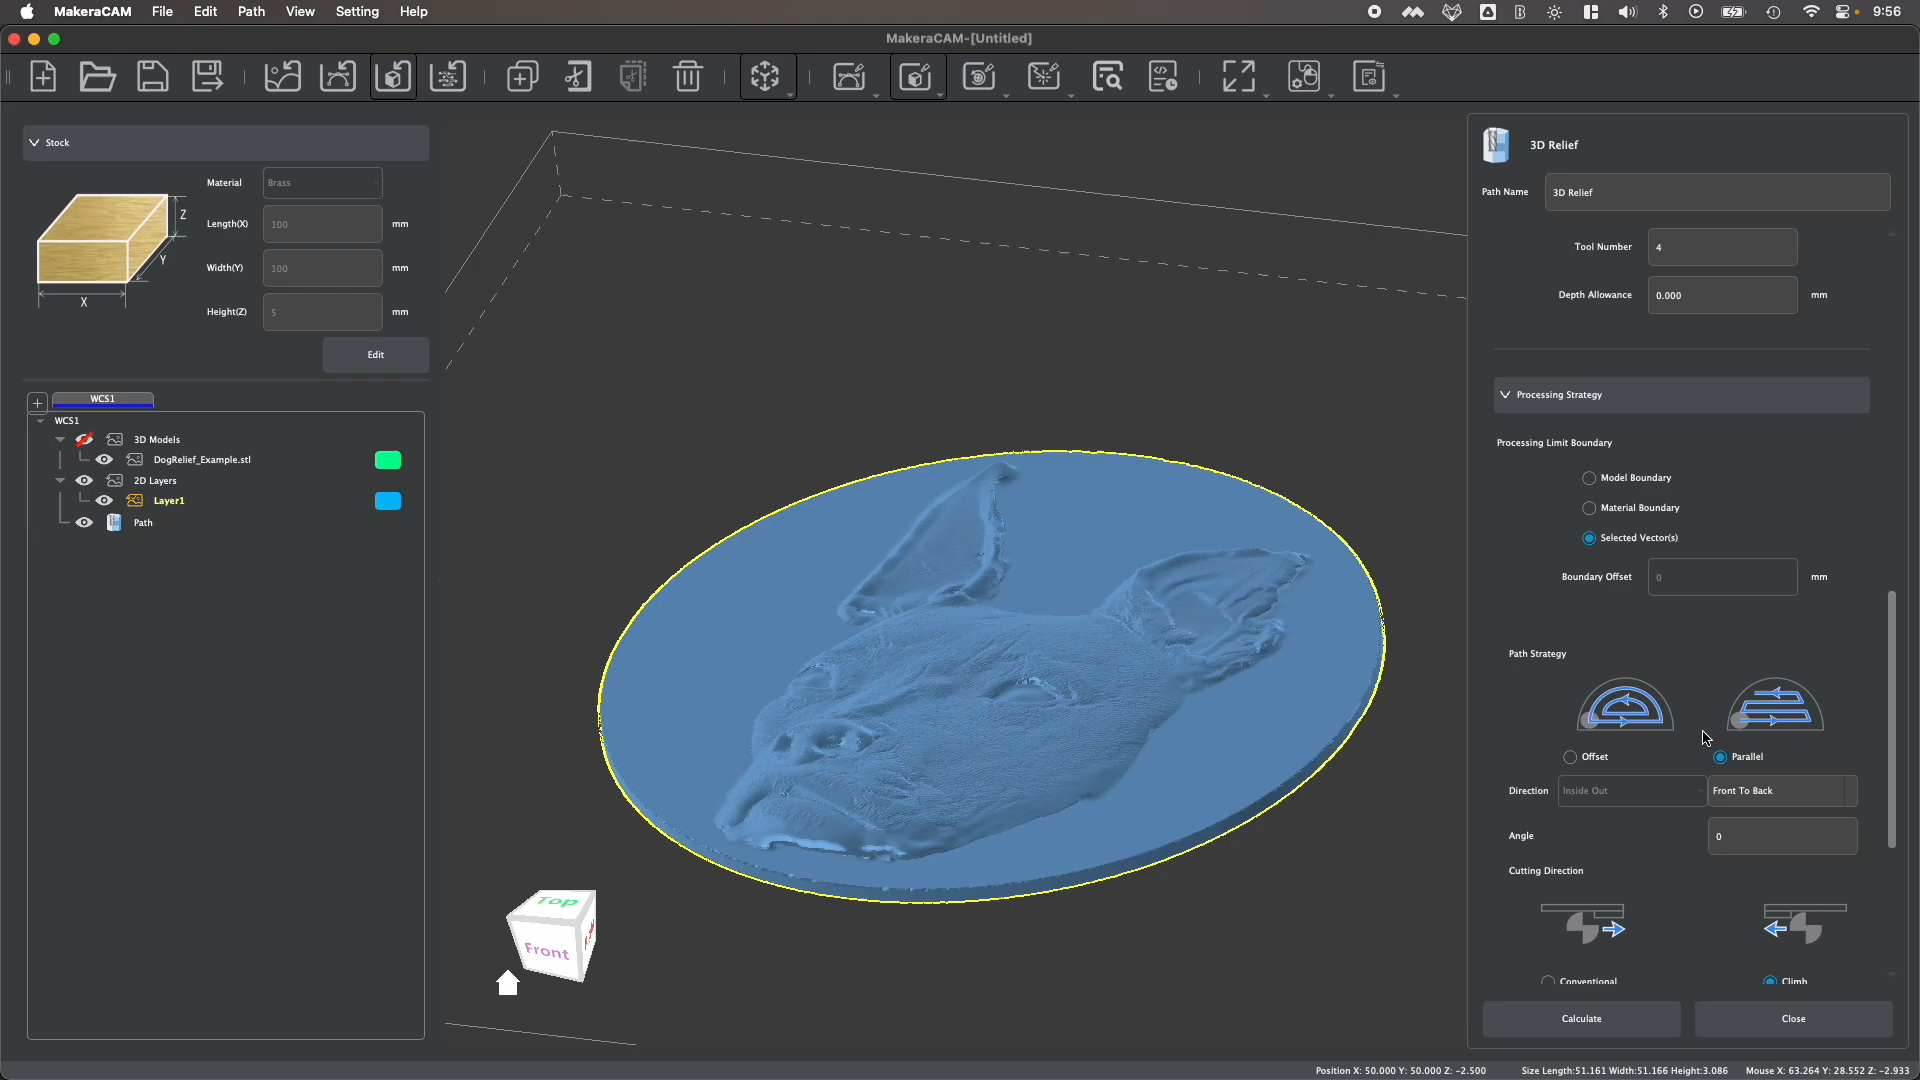 MakeraCAM File Edit Path View Setting Help
9:56
MakeraCAM-[Untitled]
Stock
Material Brass
Length(X) 100 mm
Width(Y) 100 mm
Height(Z) 5 mm
Z
Y
X
Edit
WCS1
WCS1
3D Models
DogRelief_Example.stl
2D Layers
Layer1
Path
Top
Front
3D Relief
Path Name 3D Relief
Tool Number 4
Depth Allowance 0.000 mm
Processing Strategy
Processing Limit Boundary
Model Boundary
Material Boundary
Selected Vector(s)
Boundary Offset 0 mm
Path Strategy
Offset Parallel
Direction Inside Out Front To Back
Angle 0
Cutting Direction
Conventional Climb
Calculate Close
Position X: 50.000 Y: 50.000 Z: -2.500 Size Length:51.161 Width:51.166 Height:3.086 Mouse X: 63.264 Y: 28.552 Z: -2.933